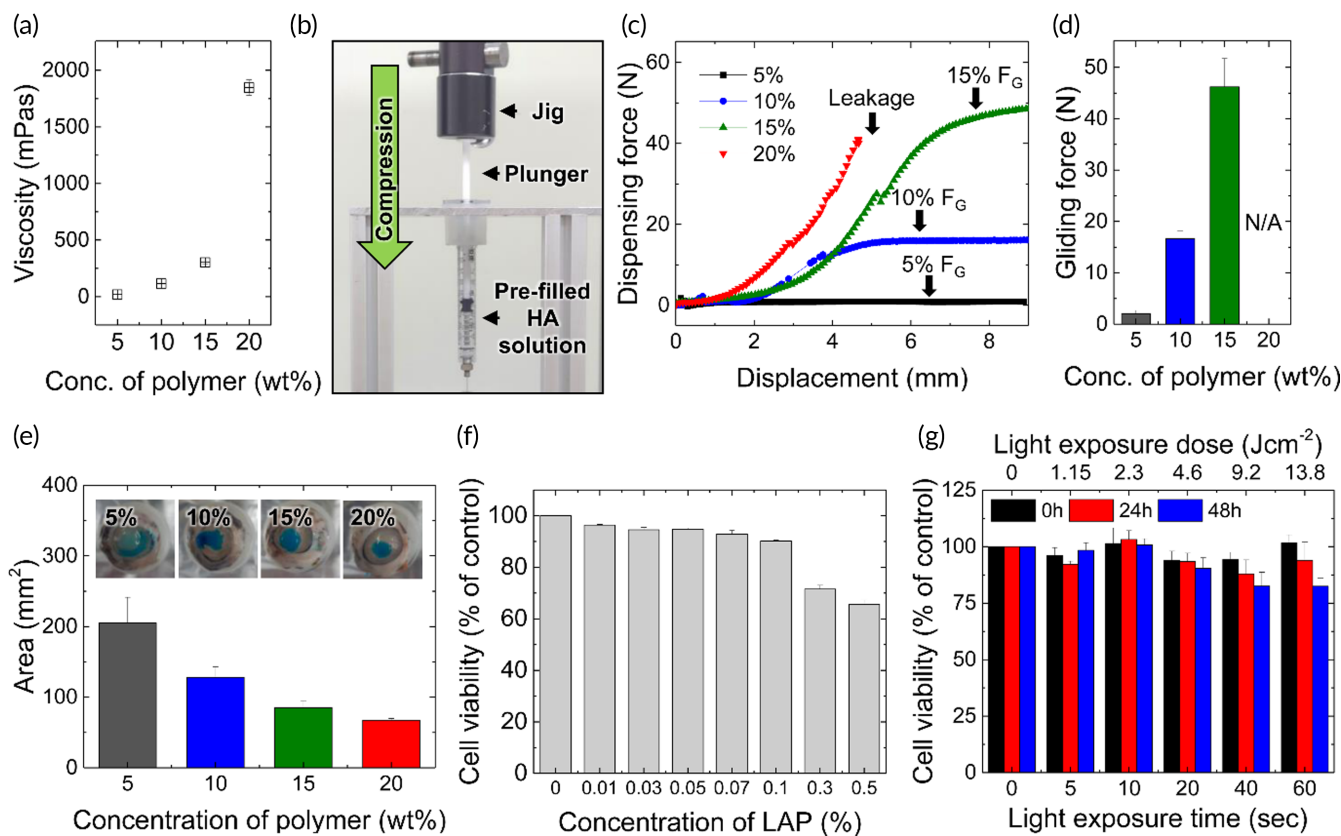 (a)
Viscosity (mPas)
2000
1500
1000
500
0
5 10 15 20
Conc. of polymer (wt%)
(b)
Compression
Jig
Plunger
Pre-filled
HA
solution
(c)
Dispensing force (N)
60
40
20
0
5%
10%
15%
20%
Leakage
15% FG
10% FG
5% FG
0 2 4 6 8
Displacement (mm)
(d)
Gliding force (N)
50
40
30
20
10
0
N/A
5 10 15 20
Conc. of polymer (wt%)
(e)
Area (mm²)
400
300
200
100
0
5% 10% 15% 20%
5 10 15 20
Concentration of polymer (wt%)
(f)
Cell viability (% of control)
100
80
60
40
20
0
0 0.01 0.03 0.05 0.07 0.1 0.3 0.5
Concentration of LAP (%)
(g)
Light exposure dose (Jcm⁻²)
0 1.15 2.3 4.6 9.2 13.8
Cell viability (% of control)
125
100
75
50
25
0
0h 24h 48h
0 5 10 20 40 60
Light exposure time (sec)